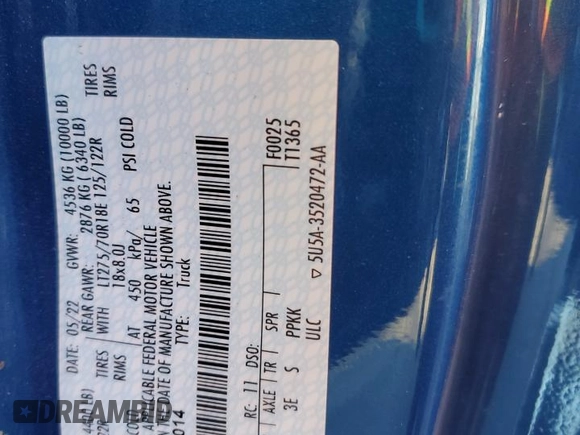 DATE: 05/22 GVWR: 4536 KG (10000 LB)
REAR GAWR: 2876 KG ( 6340 LB)
TIRES WITH LT275/70R18E 125/122R TIRES
RIMS 18x8.0J RIMS
AT 450 kPa/ 65 PSI COLD
APPLICABLE FEDERAL MOTOR VEHICLE
THE DATE OF MANUFACTURE SHOWN ABOVE.
TYPE: Truck
RC: 11 DSO: F0025
T1365
AXLE TR SPR
3E S PPKK
ULC
5U5A-3520472-AA
DREAMBID